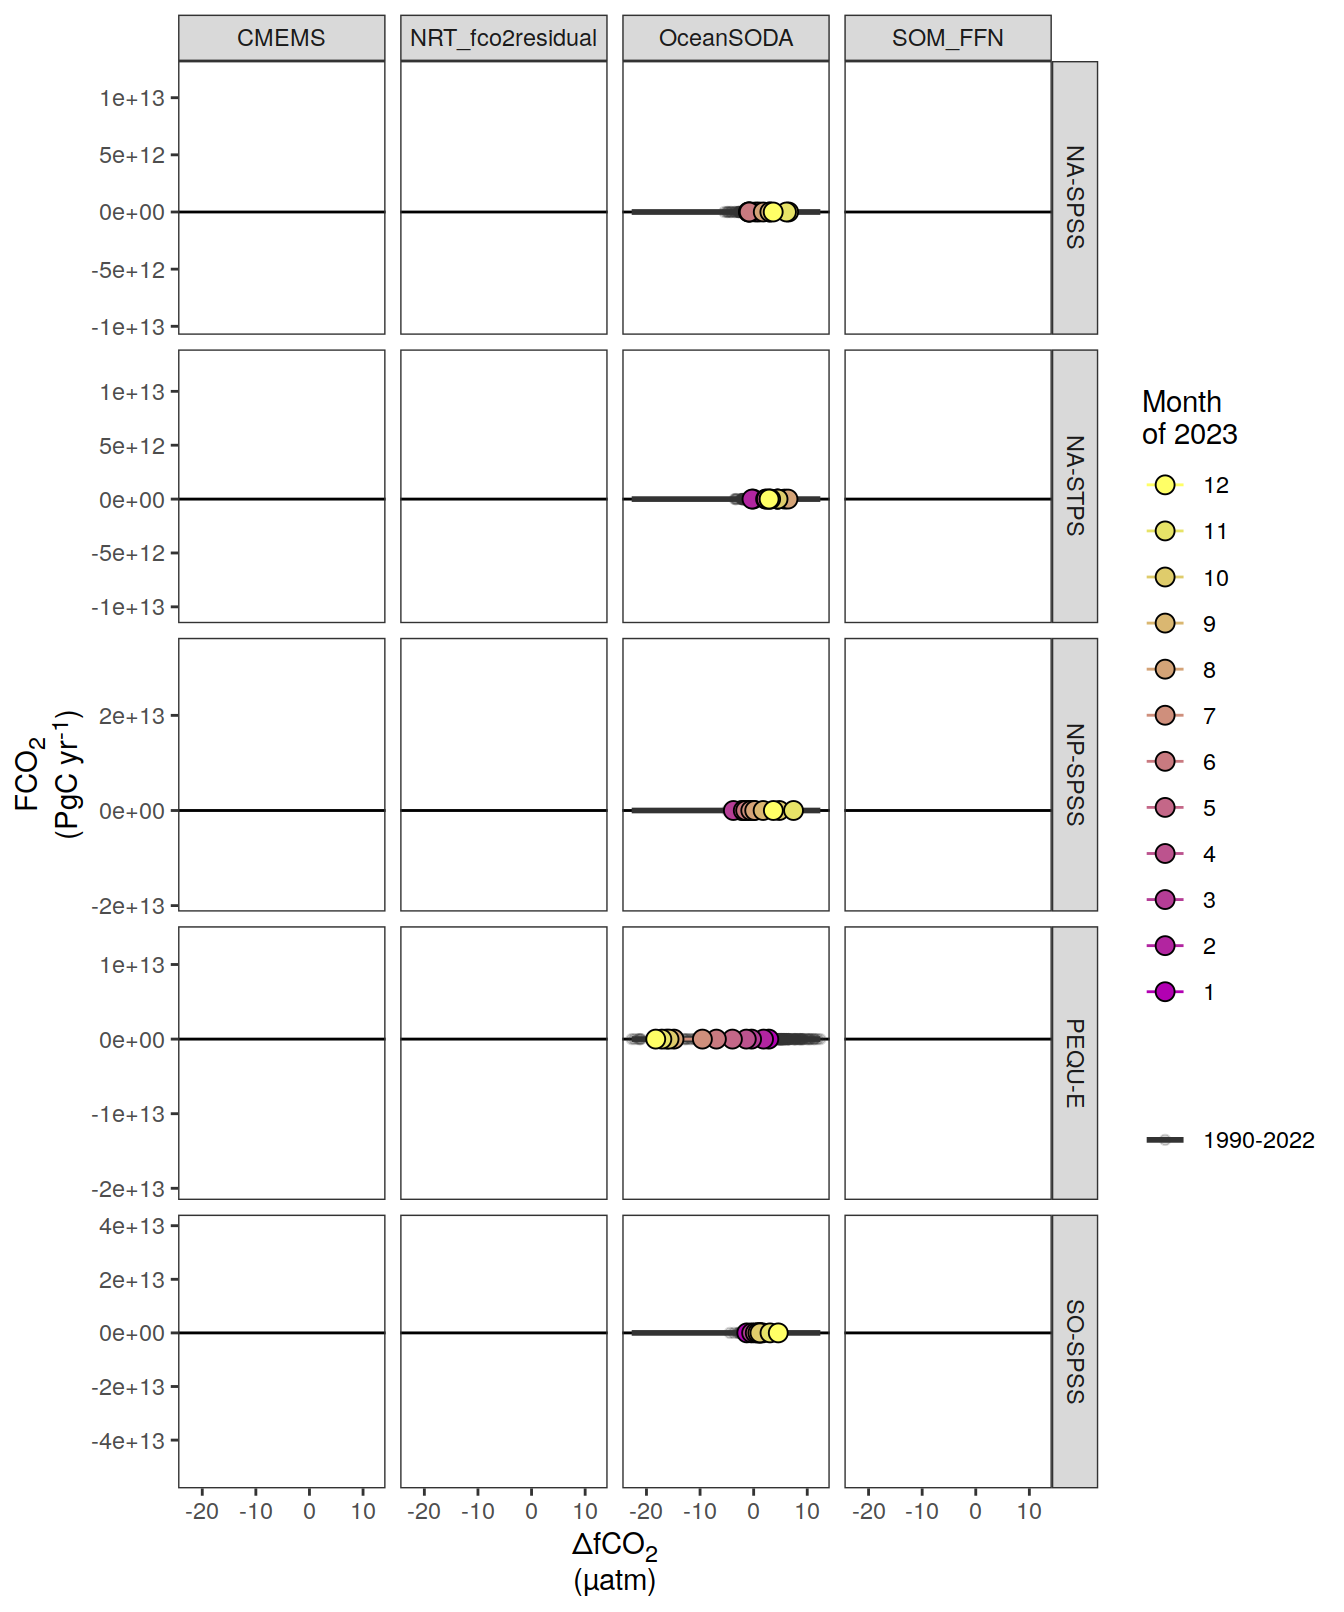 CMEMS NRT_fco2residual OceanSODA SOM_FFN
1e+13
5e+12
0e+00
-5e+12
-1e+13
NA-SPSS
1e+13
5e+12
0e+00
-5e+12
-1e+13
NA-STPS
2e+13
0e+00
-2e+13
NP-SPSS
1e+13
0e+00
-1e+13
-2e+13
PEQU-E
4e+13
2e+13
0e+00
-2e+13
-4e+13
SO-SPSS
-20 -10 0 10 -20 -10 0 10 -20 -10 0 10 -20 -10 0 10
ΔfCO₂
(µatm)
FCO₂
(PgC yr⁻¹)
Month
of 2023
12
11
10
9
8
7
6
5
4
3
2
1
1990-2022